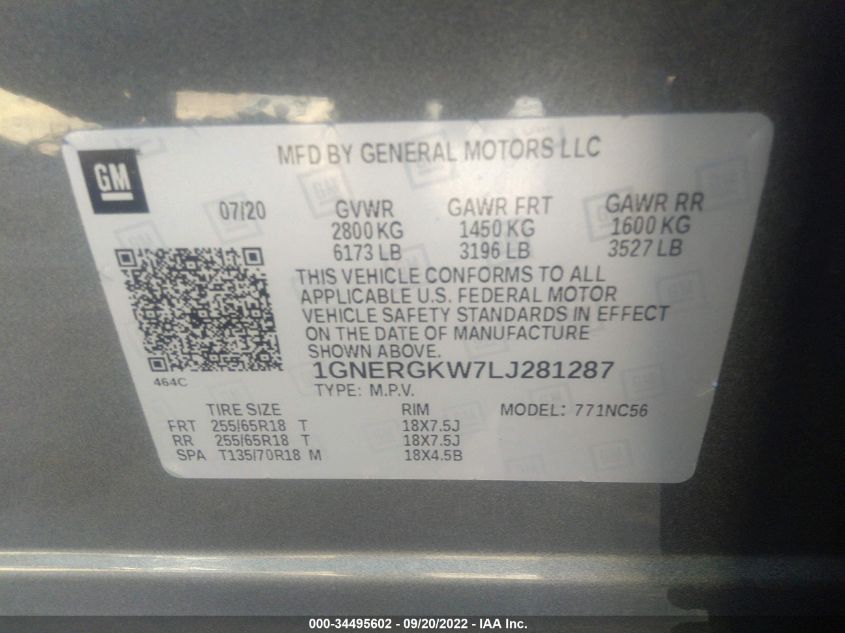 GM
MFD BY GENERAL MOTORS LLC
07/20 GVWR GAWR FRT GAWR RR
2800 KG 1450 KG 1600 KG
6173 LB 3196 LB 3527 LB
THIS VEHICLE CONFORMS TO ALL
APPLICABLE U.S. FEDERAL MOTOR
VEHICLE SAFETY STANDARDS IN EFFECT
ON THE DATE OF MANUFACTURE
SHOWN ABOVE.
464C
1GNERGKW7LJ281287
TYPE: M.P.V.
TIRE SIZE RIM MODEL: 771NC56
FRT 255/65R18 T 18X7.5J
RR 255/65R18 T 18X7.5J
SPA T135/70R18 M 18X4.5B
000-34495602 - 09/20/2022 - IAA Inc.